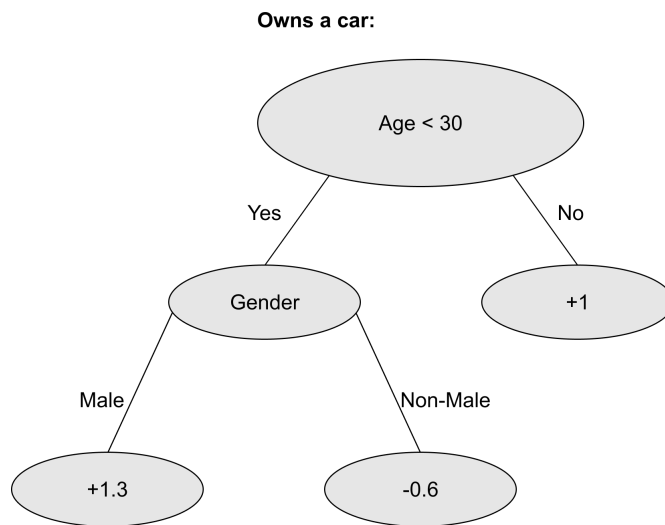 Owns a car:
Age < 30
Yes
No
Gender
+1
Male
Non-Male
+1.3
-0.6